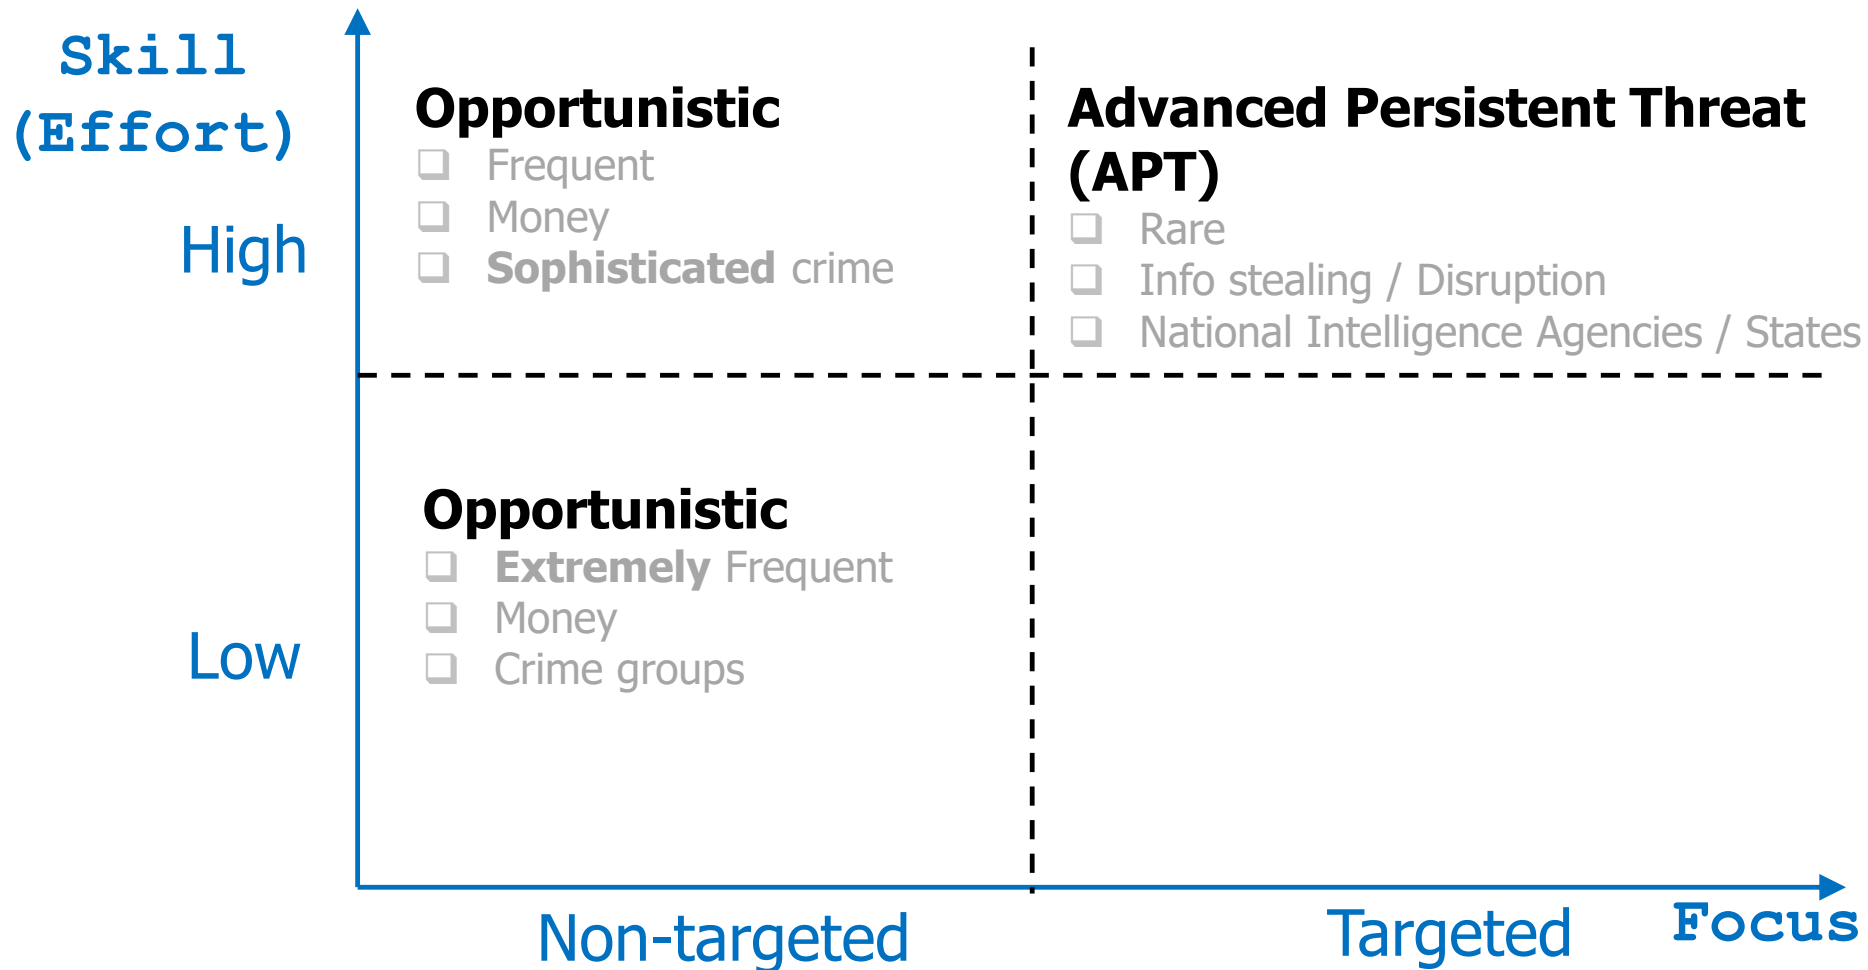 Skill
(Effort)
High
Low
Opportunistic
Frequent
Money
Sophisticated crime
Advanced Persistent Threat
(APT)
Rare
Info stealing / Disruption
National Intelligence Agencies / States
Opportunistic
Extremely Frequent
Money
Crime groups
Non-targeted
Targeted
Focus